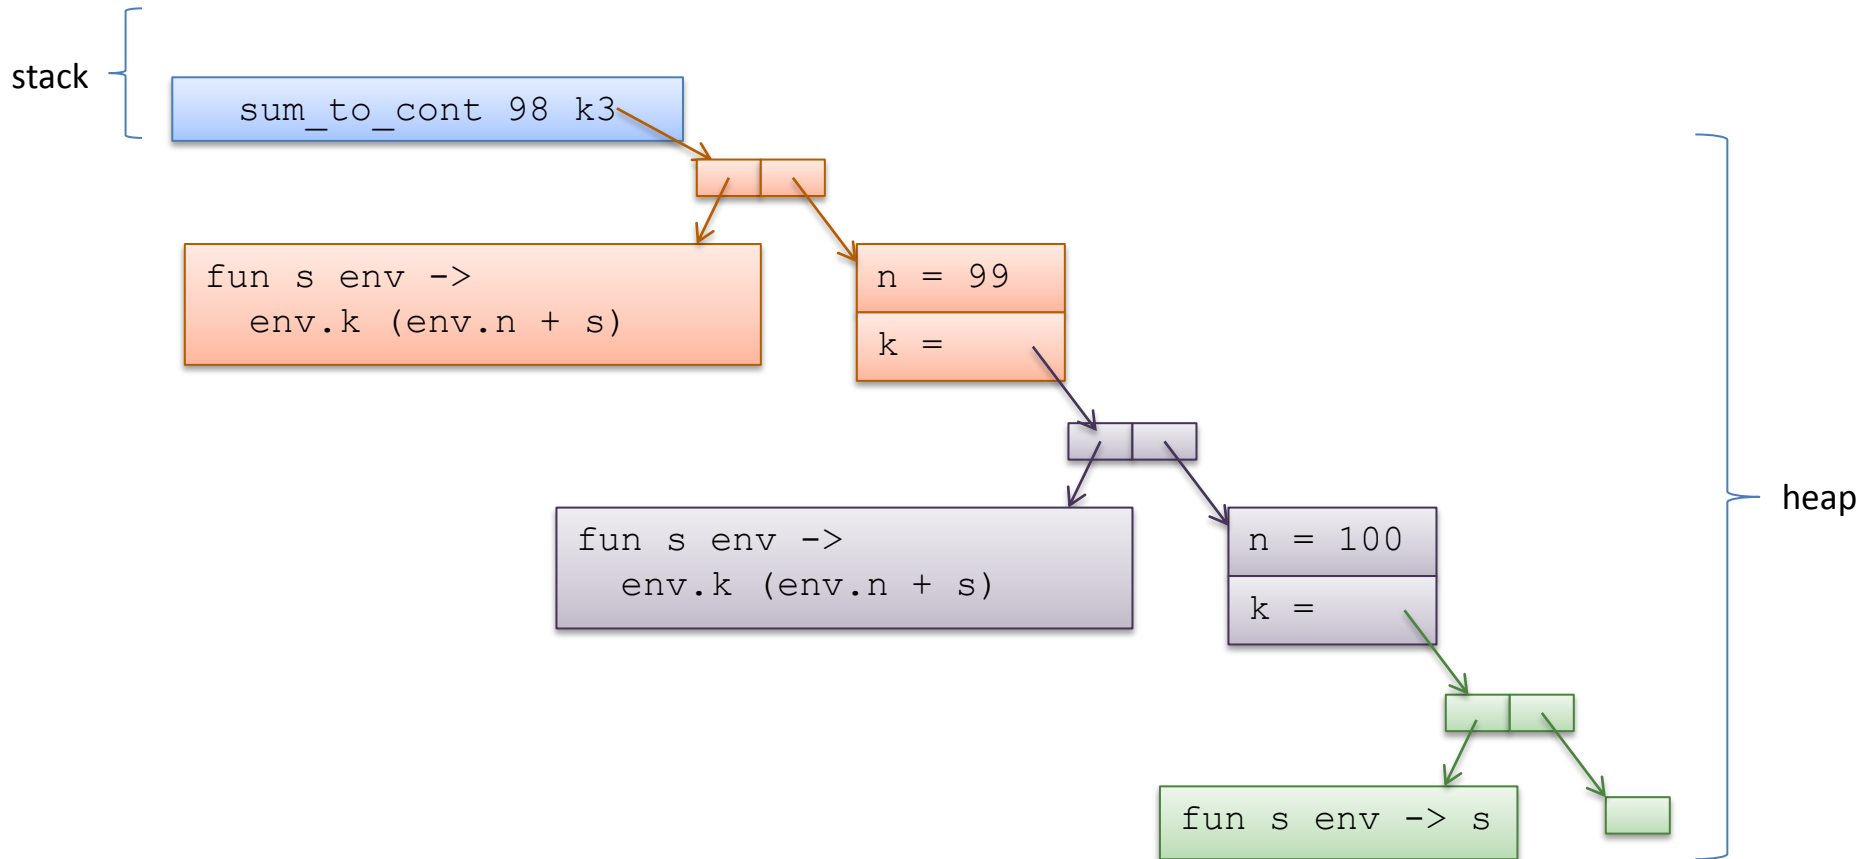 stack
sum_to_cont 98 k3
fun s env ->
env.k (env.n + s)
n = 99
k =
heap
fun s env ->
env.k (env.n + s)
n = 100
k =
fun s env -> s